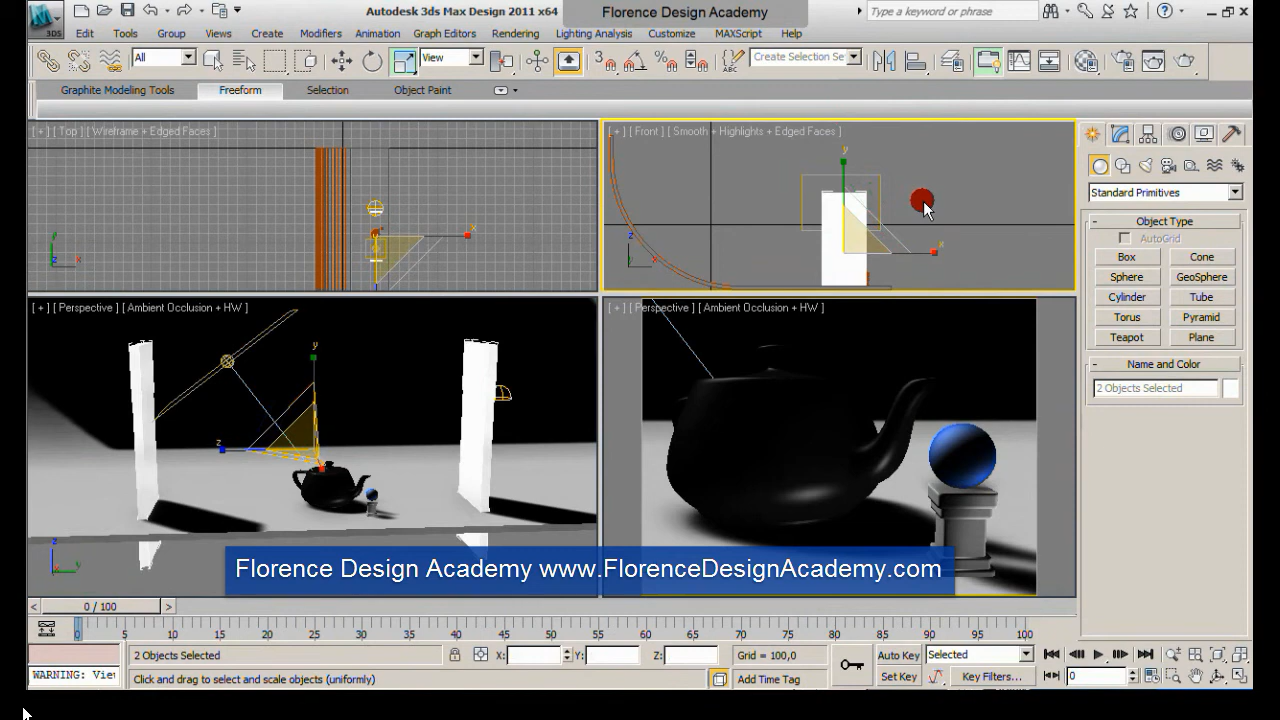 Autodesk 3ds Max Design 2011 x64
Florence Design Academy
Type a keyword or phrase
3DS
Edit Tools Group Views Create Modifiers Animation Graph Editors Rendering Lighting Analysis Customize MAXScript Help
All View Create Selection Se
Graphite Modeling Tools Freeform Selection Object Paint
[ + ] [ Top ] [ Wireframe + Edged Faces ]
[ + ] [ Front ] [ Smooth + Highlights + Edged Faces ]
[ + ] [ Perspective ] [ Ambient Occlusion + HW ]
[ + ] [ Perspective ] [ Ambient Occlusion + HW ]
Standard Primitives
Object Type
AutoGrid
Box Cone
Sphere GeoSphere
Cylinder Tube
Torus Pyramid
Teapot Plane
Name and Color
2 Objects Selected
Florence Design Academy www.FlorenceDesignAcademy.com
0 / 100
0 5 10 15 20 25 30 35 40 45 50 55 60 65 70 75 80 85 90 95 100
2 Objects Selected X: Y: Z: Grid = 100,0 Auto Key Selected
WARNING: Click and drag to select and scale objects (uniformly) Add Time Tag Set Key Key Filters... 0